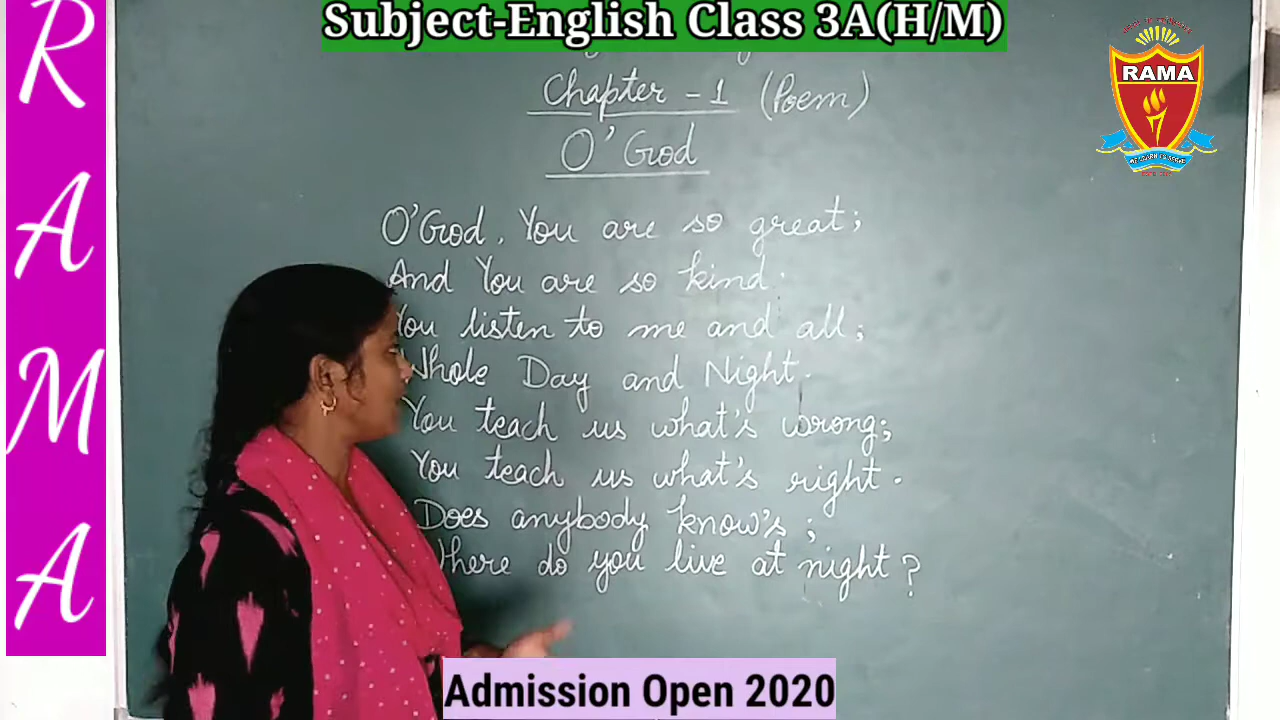 Subject-English Class 3A(H/M)
RAMA
Chapter - 1 (Poem)
O' God
O'God, You are so great;
And You are so kind.
You listen to me and all;
Whole Day and Night.
You teach us what's wrong;
You teach us what's right.
Does anybody know's;
here do you live at night?
RAMA
Admission Open 2020